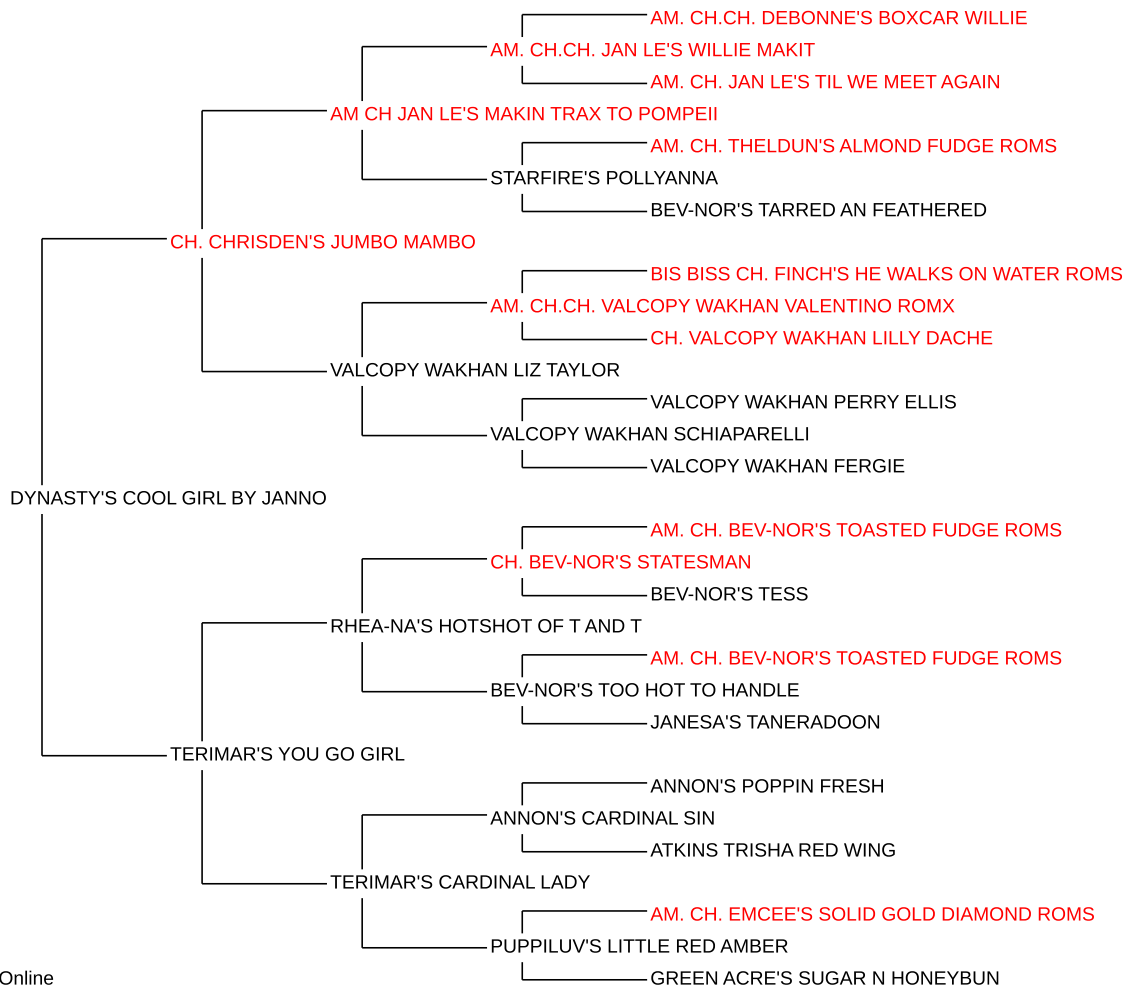 AM. CH.CH. DEBONNE'S BOXCAR WILLIE
AM. CH.CH. JAN LE'S WILLIE MAKIT
AM. CH. JAN LE'S TIL WE MEET AGAIN
AM CH JAN LE'S MAKIN TRAX TO POMPEII
AM. CH. THELDUN'S ALMOND FUDGE ROMS
STARFIRE'S POLLYANNA
BEV-NOR'S TARRED AN FEATHERED
CH. CHRISDEN'S JUMBO MAMBO
BIS BISS CH. FINCH'S HE WALKS ON WATER ROMS
AM. CH.CH. VALCOPY WAKHAN VALENTINO ROMX
CH. VALCOPY WAKHAN LILLY DACHE
VALCOPY WAKHAN LIZ TAYLOR
VALCOPY WAKHAN PERRY ELLIS
VALCOPY WAKHAN SCHIAPARELLI
VALCOPY WAKHAN FERGIE
DYNASTY'S COOL GIRL BY JANNO
AM. CH. BEV-NOR'S TOASTED FUDGE ROMS
CH. BEV-NOR'S STATESMAN
BEV-NOR'S TESS
RHEA-NA'S HOTSHOT OF T AND T
AM. CH. BEV-NOR'S TOASTED FUDGE ROMS
BEV-NOR'S TOO HOT TO HANDLE
JANESA'S TANERADOON
TERIMAR'S YOU GO GIRL
ANNON'S POPPIN FRESH
ANNON'S CARDINAL SIN
ATKINS TRISHA RED WING
TERIMAR'S CARDINAL LADY
AM. CH. EMCEE'S SOLID GOLD DIAMOND ROMS
PUPPILUV'S LITTLE RED AMBER
GREEN ACRE'S SUGAR N HONEYBUN
Online